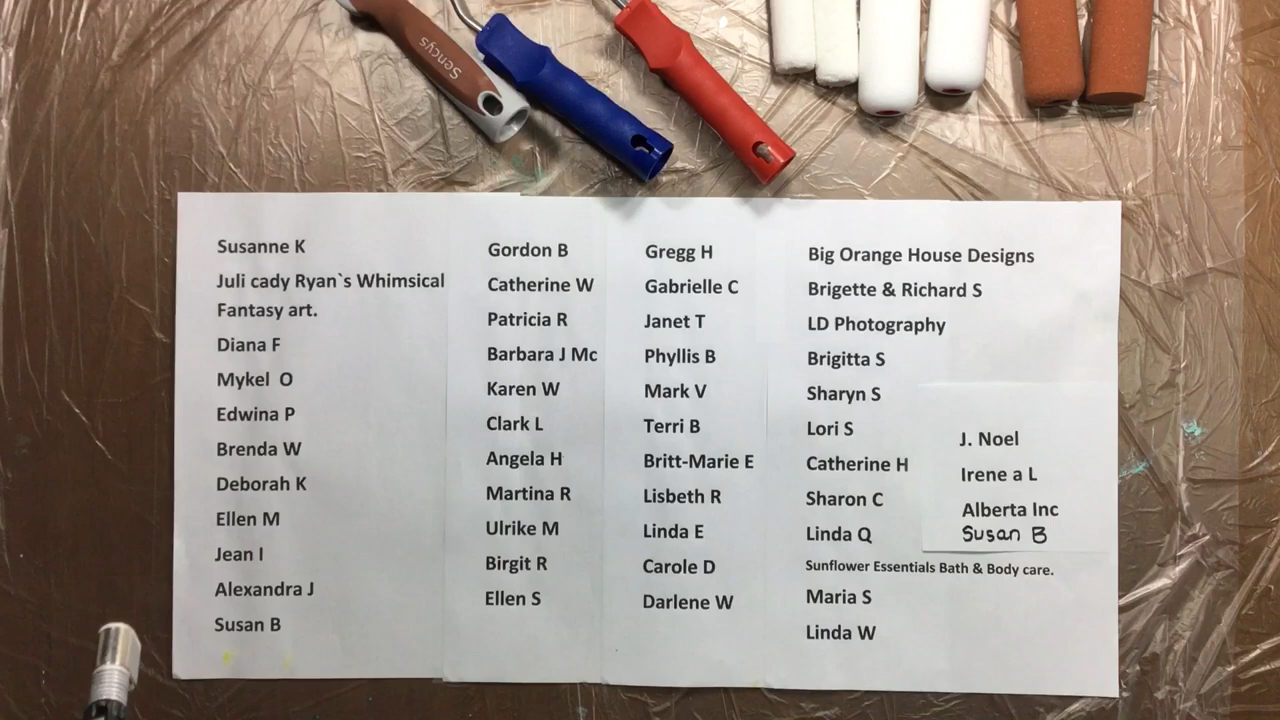 Sencys
Susanne K
Juli cady Ryan`s Whimsical
Fantasy art.
Diana F
Mykel  O
Edwina P
Brenda W
Deborah K
Ellen M
Jean I
Alexandra J
Susan B
Gordon B
Catherine W
Patricia R
Barbara J Mc
Karen W
Clark L
Angela H
Martina R
Ulrike M
Birgit R
Ellen S
Gregg H
Gabrielle C
Janet T
Phyllis B
Mark V
Terri B
Britt-Marie E
Lisbeth R
Linda E
Carole D
Darlene W
Big Orange House Designs
Brigette & Richard S
LD Photography
Brigitta S
Sharyn S
Lori S
Catherine H
Sharon C
Linda Q
Sunflower Essentials Bath & Body care.
Maria S
Linda W
J. Noel
Irene a L
Alberta Inc
Susan B